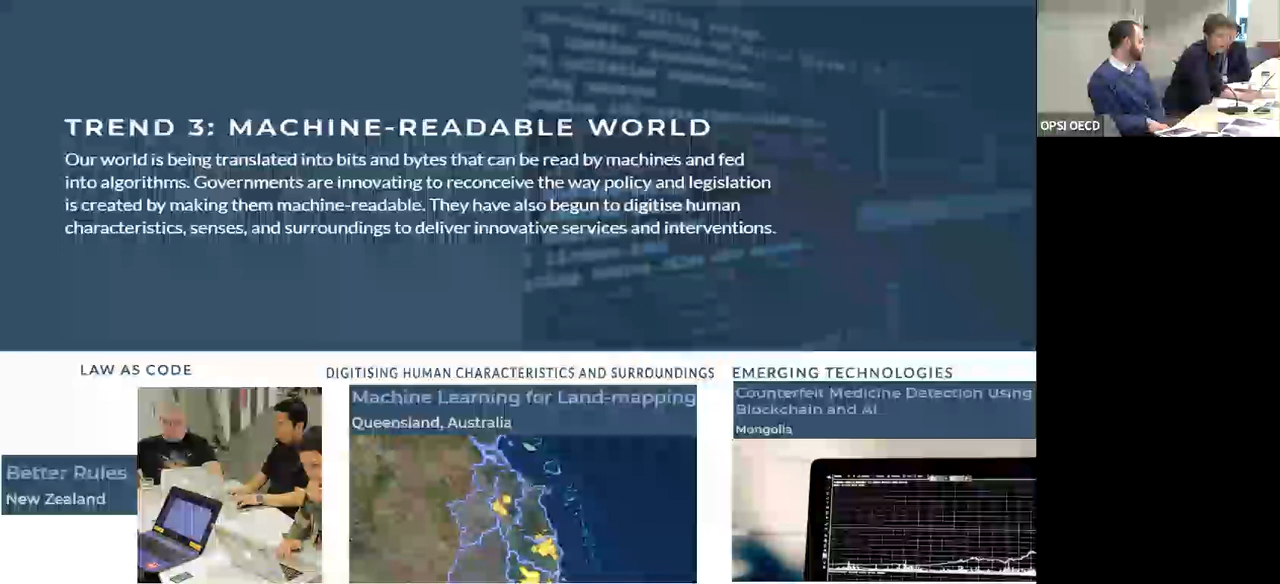 TREND 3: MACHINE-READABLE WORLD
Our world is being translated into bits and bytes that can be read by machines and fed
into algorithms. Governments are innovating to reconceive the way policy and legislation
is created by making them machine-readable. They have also begun to digitise human
characteristics, senses, and surroundings to deliver innovative services and interventions.
OPSI OECD
LAW AS CODE
Better Rules
New Zealand
DIGITISING HUMAN CHARACTERISTICS AND SURROUNDINGS
Machine Learning for Land-mapping
Queensland, Australia
EMERGING TECHNOLOGIES
Counterfeit Medicine Detection using
Blockchain and AI
Mongolia